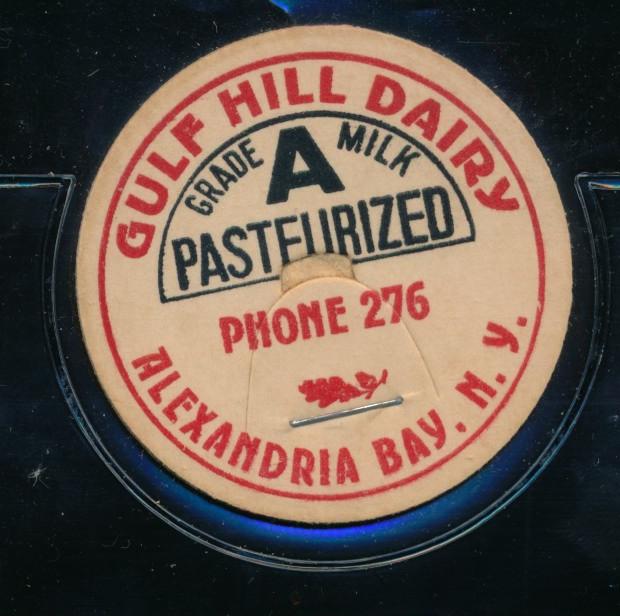 GULF HILL DAIRY
GRADE A MILK
PASTEURIZED
PHONE 276
ALEXANDRIA BAY, N. Y.